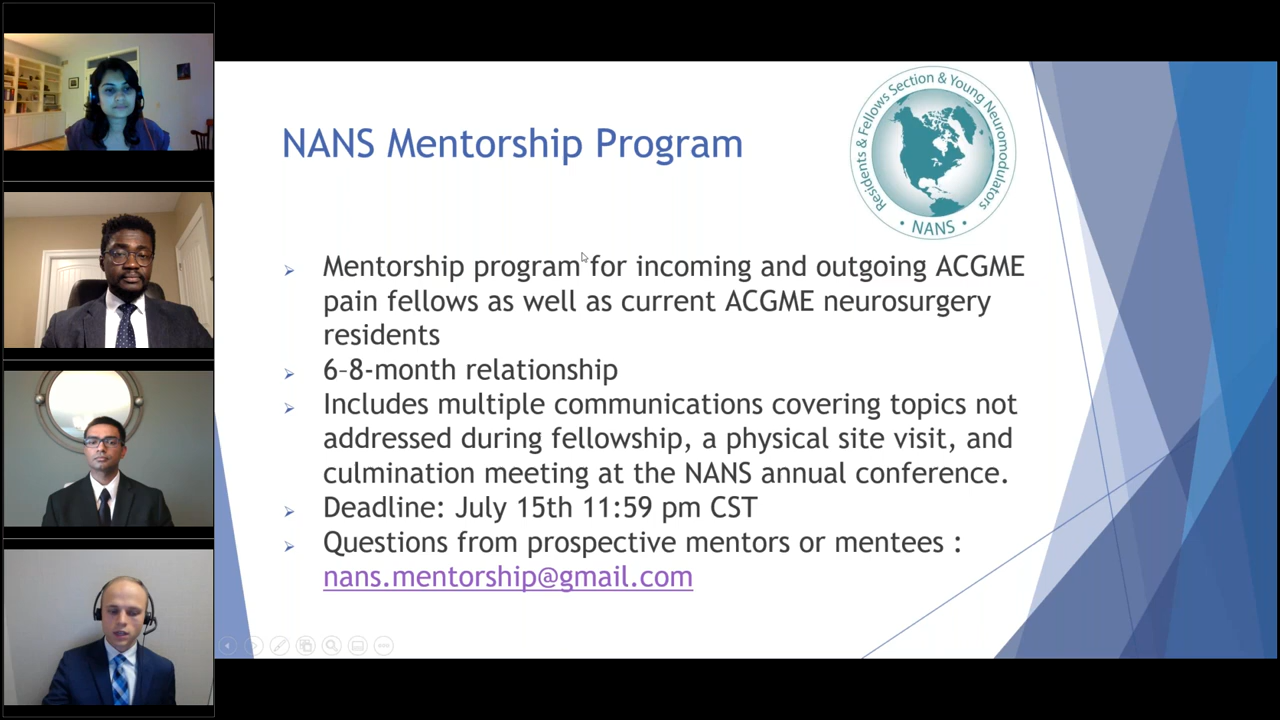 NANS Mentorship Program
Residents & Fellows Section & Young Neuromodulators
• NANS •
Mentorship program for incoming and outgoing ACGME
pain fellows as well as current ACGME neurosurgery
residents
6–8-month relationship
Includes multiple communications covering topics not
addressed during fellowship, a physical site visit, and
culmination meeting at the NANS annual conference.
Deadline: July 15th 11:59 pm CST
Questions from prospective mentors or mentees :
nans.mentorship@gmail.com